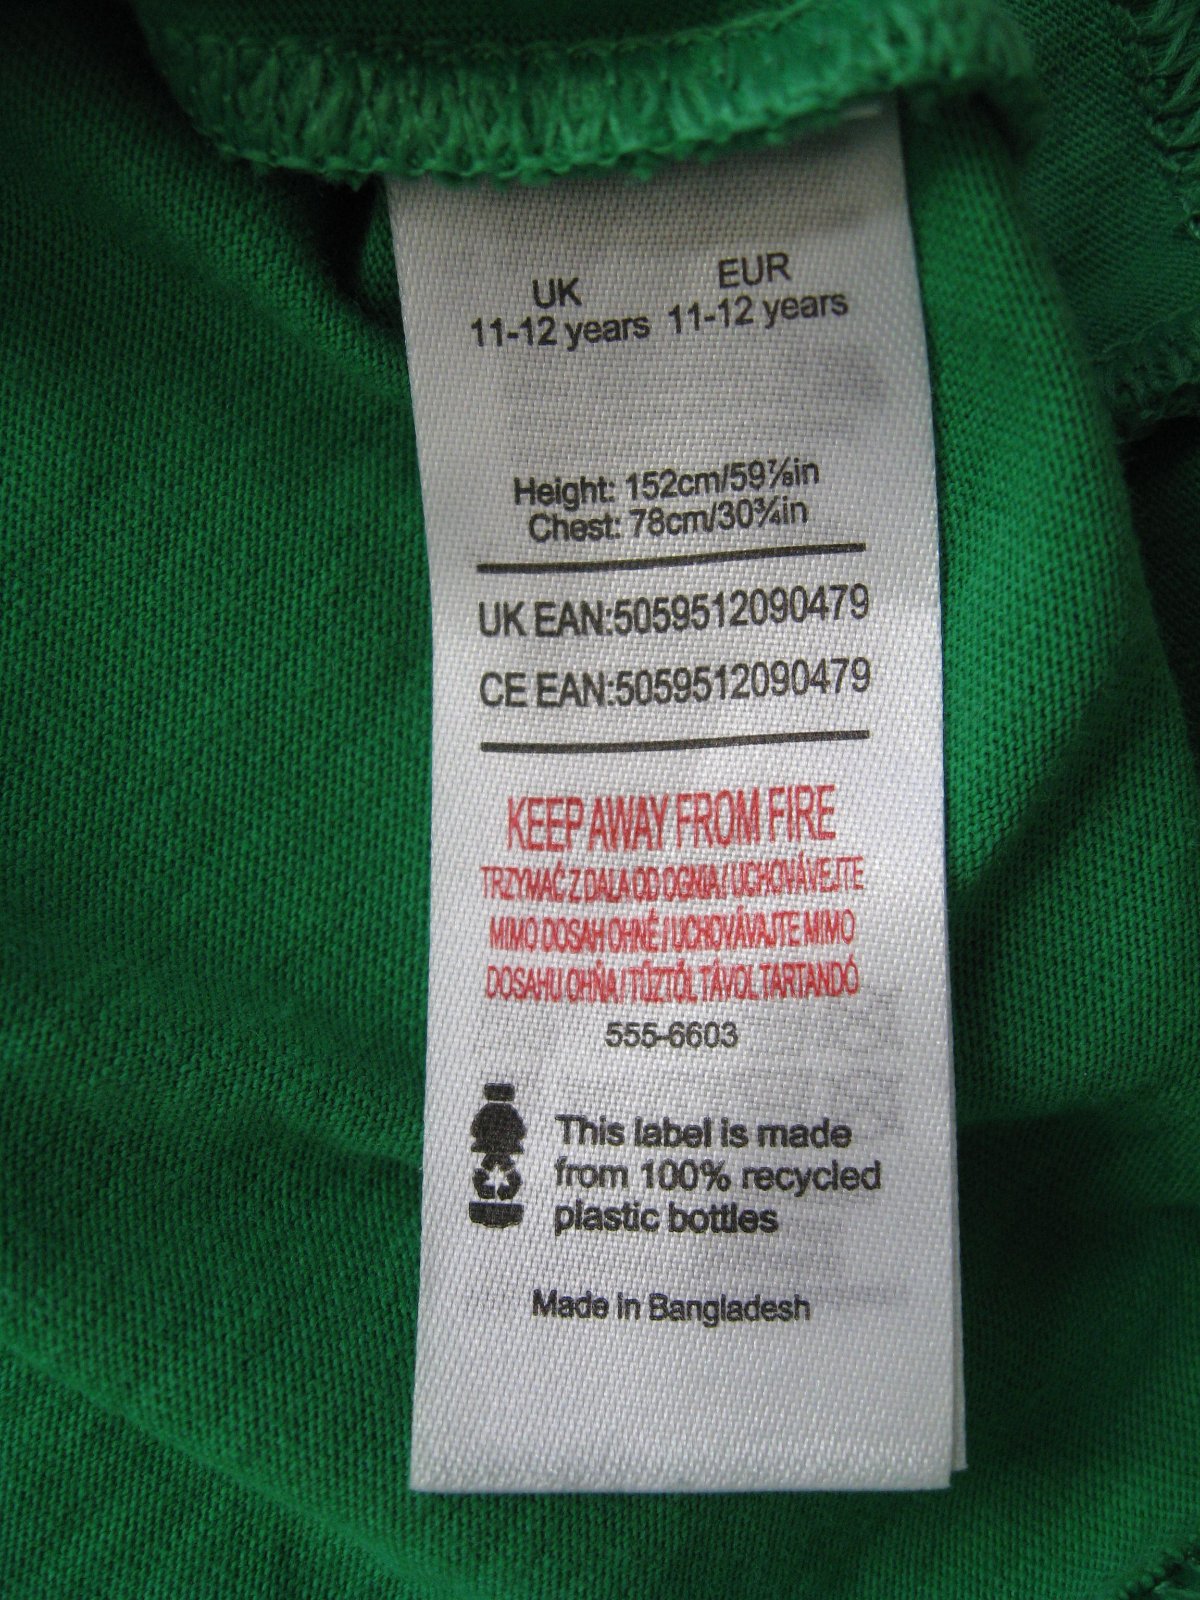 UK EUR
11-12 years 11-12 years
Height: 152cm/59⅞in
Chest: 78cm/30¾in
UK EAN:5059512090479
CE EAN:5059512090479
KEEP AWAY FROM FIRE
TRZYMAĆ Z DALA OD OGNIA / UCHOVÁVEJTE
MIMO DOSAH OHNĚ / UCHOVÁVAJTE MIMO
DOSAHU OHŇA / TŰZTŐL TÁVOL TARTANDÓ
555-6603
This label is made
from 100% recycled
plastic bottles
Made in Bangladesh